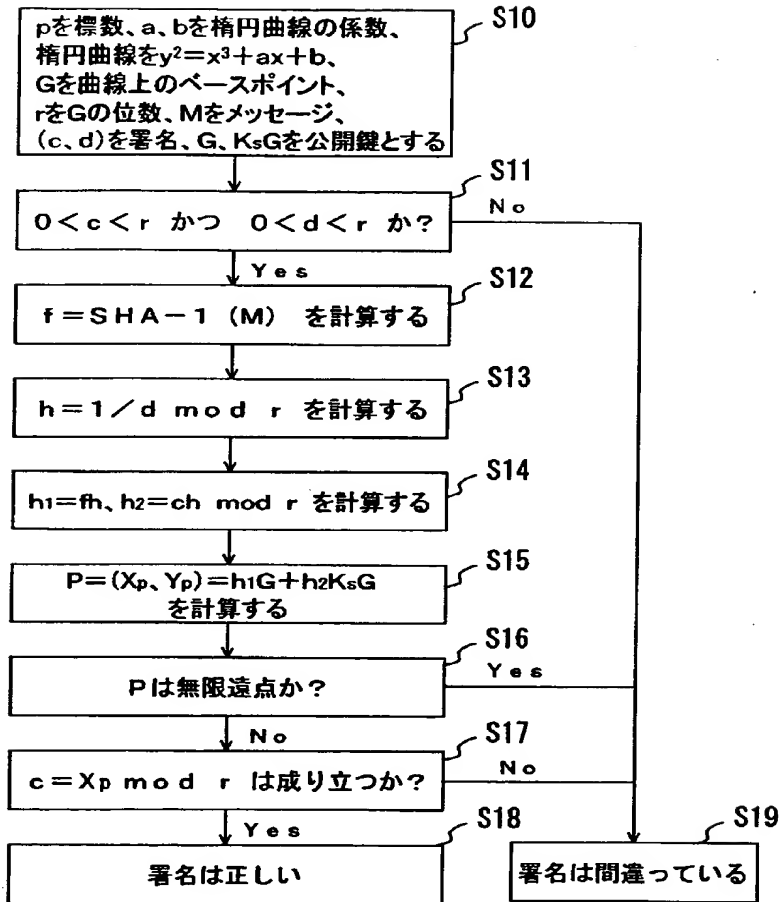 S10
pを標数、a、bを楕円曲線の係数、
楕円曲線をy²=x³+ax+b、
Gを曲線上のベースポイント、
rをGの位数、Mをメッセージ、
(c、d)を署名、G、KsGを公開鍵とする
S11
0<c<r かつ 0<d<r か?
No
Yes
S12
f=SHA-1 (M) を計算する
S13
h=1/d mod r を計算する
S14
h1=fh、h2=ch mod r を計算する
S15
P=(Xp、Yp)=h1G+h2KsG
を計算する
S16
Pは無限遠点か?
Yes
No
S17
c=Xp mod r は成り立つか?
No
Yes
S18
署名は正しい
S19
署名は間違っている